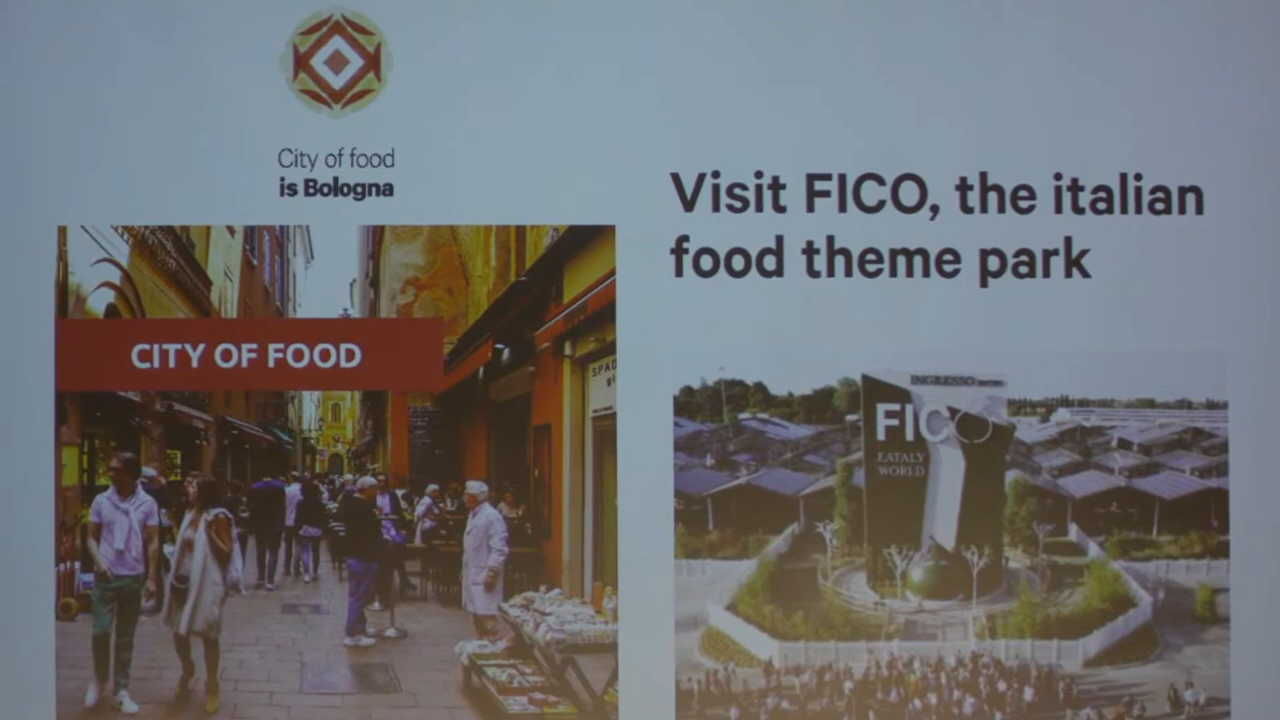 City of food
is Bologna
CITY OF FOOD
Visit FICO, the italian
food theme park
INGRESSO
FICO
EATALY
WORLD